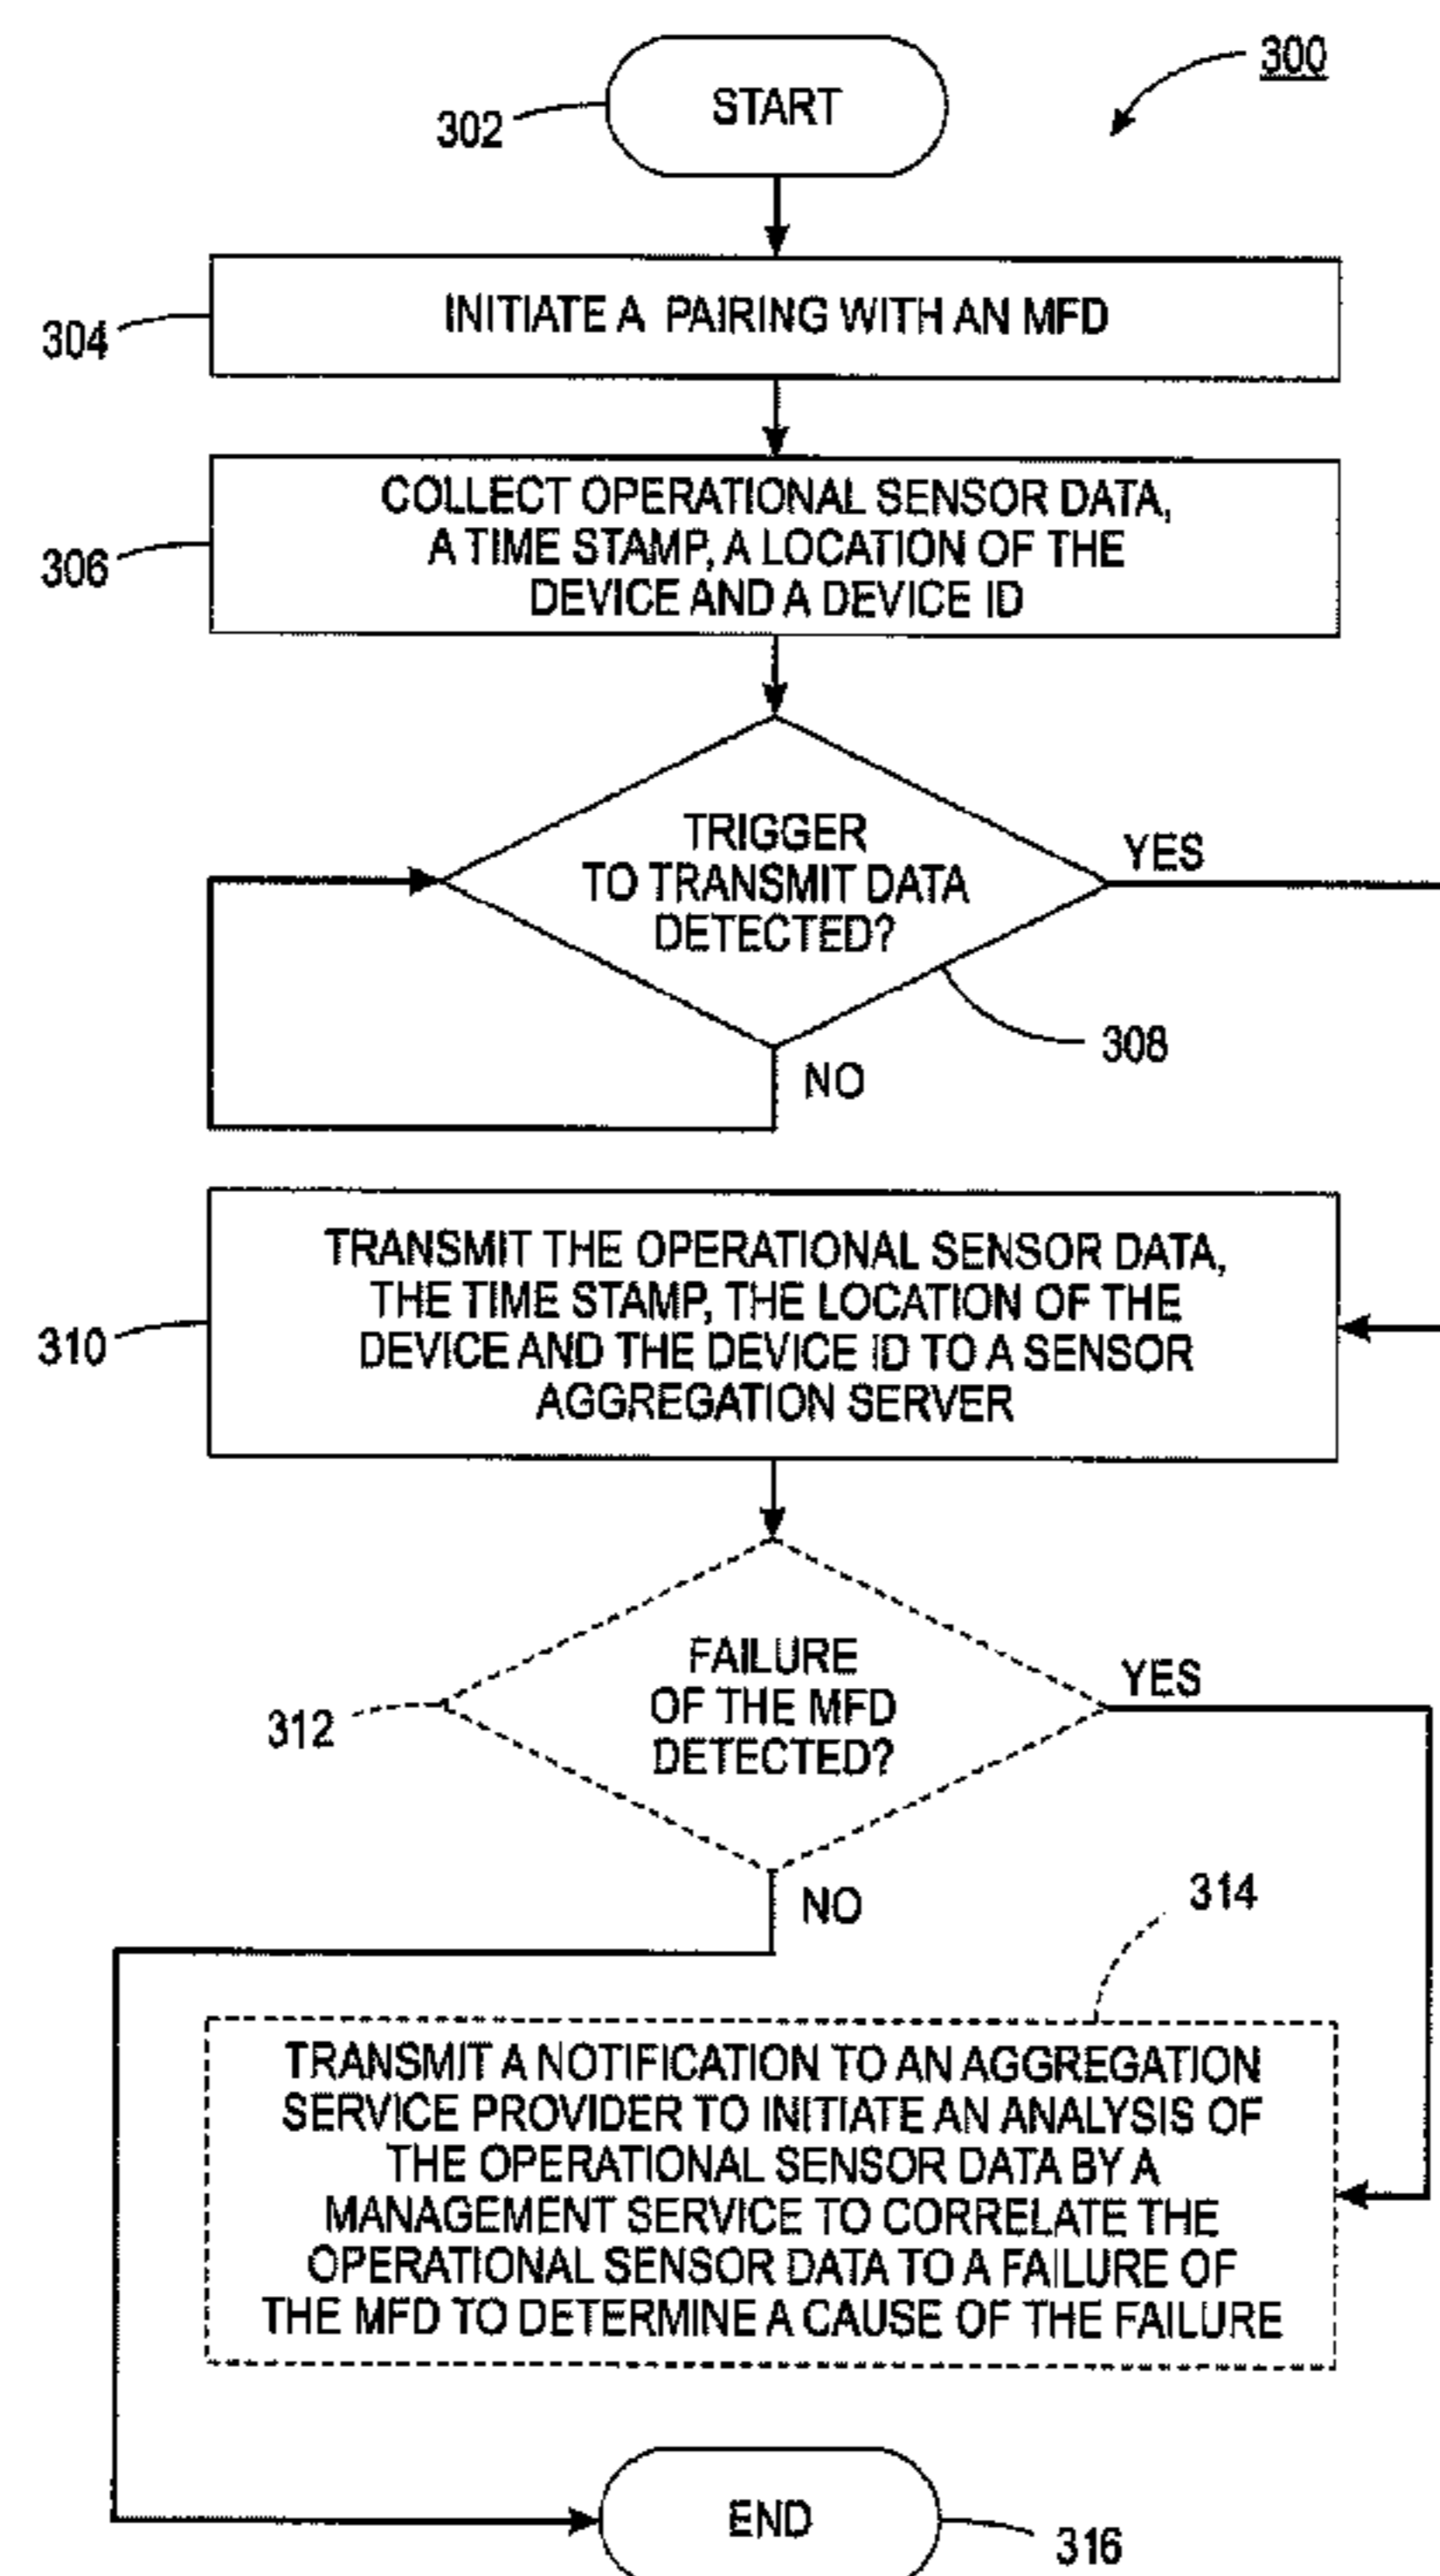 300
START
302
INITIATE A PAIRING WITH AN MFD
304
COLLECT OPERATIONAL SENSOR DATA,
A TIME STAMP, A LOCATION OF THE
DEVICE AND A DEVICE ID
306
TRIGGER
TO TRANSMIT DATA
DETECTED?
YES
308
NO
TRANSMIT THE OPERATIONAL SENSOR DATA,
THE TIME STAMP, THE LOCATION OF THE
DEVICE AND THE DEVICE ID TO A SENSOR
AGGREGATION SERVER
310
FAILURE
OF THE MFD
DETECTED?
YES
312
NO
314
TRANSMIT A NOTIFICATION TO AN AGGREGATION
SERVICE PROVIDER TO INITIATE AN ANALYSIS OF
THE OPERATIONAL SENSOR DATA BY A
MANAGEMENT SERVICE TO CORRELATE THE
OPERATIONAL SENSOR DATA TO A FAILURE OF
THE MFD TO DETERMINE A CAUSE OF THE FAILURE
END
316